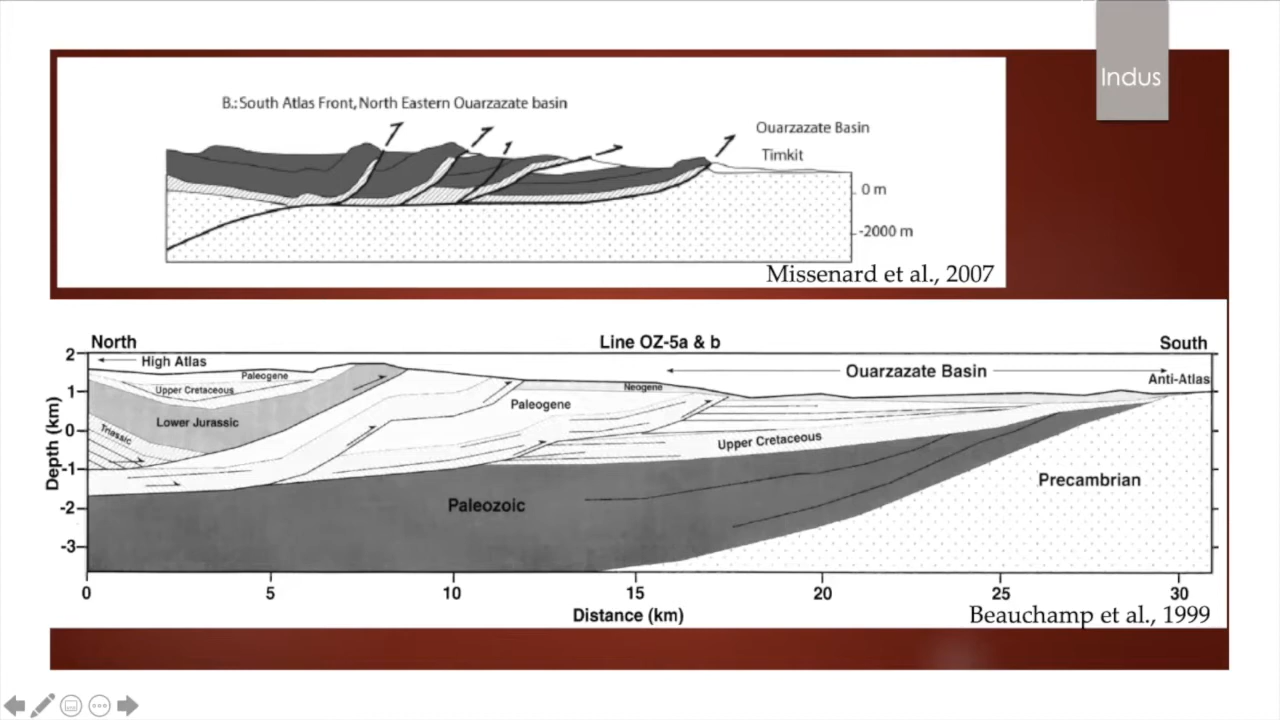 Indus
B.: South Atlas Front, North Eastern Ouarzazate basin
Ouarzazate Basin
Timkit
0 m
-2000 m
Missenard et al., 2007
North
Line OZ-5a & b
South
High Atlas
Paleogene
Upper Cretaceous
Lower Jurassic
Triassic
Paleogene
Neogene
Ouarzazate Basin
Anti-Atlas
Upper Cretaceous
Paleozoic
Precambrian
Depth (km)
2
1
0
-1
-2
-3
0
5
10
15
20
25
30
Distance (km)
Beauchamp et al., 1999